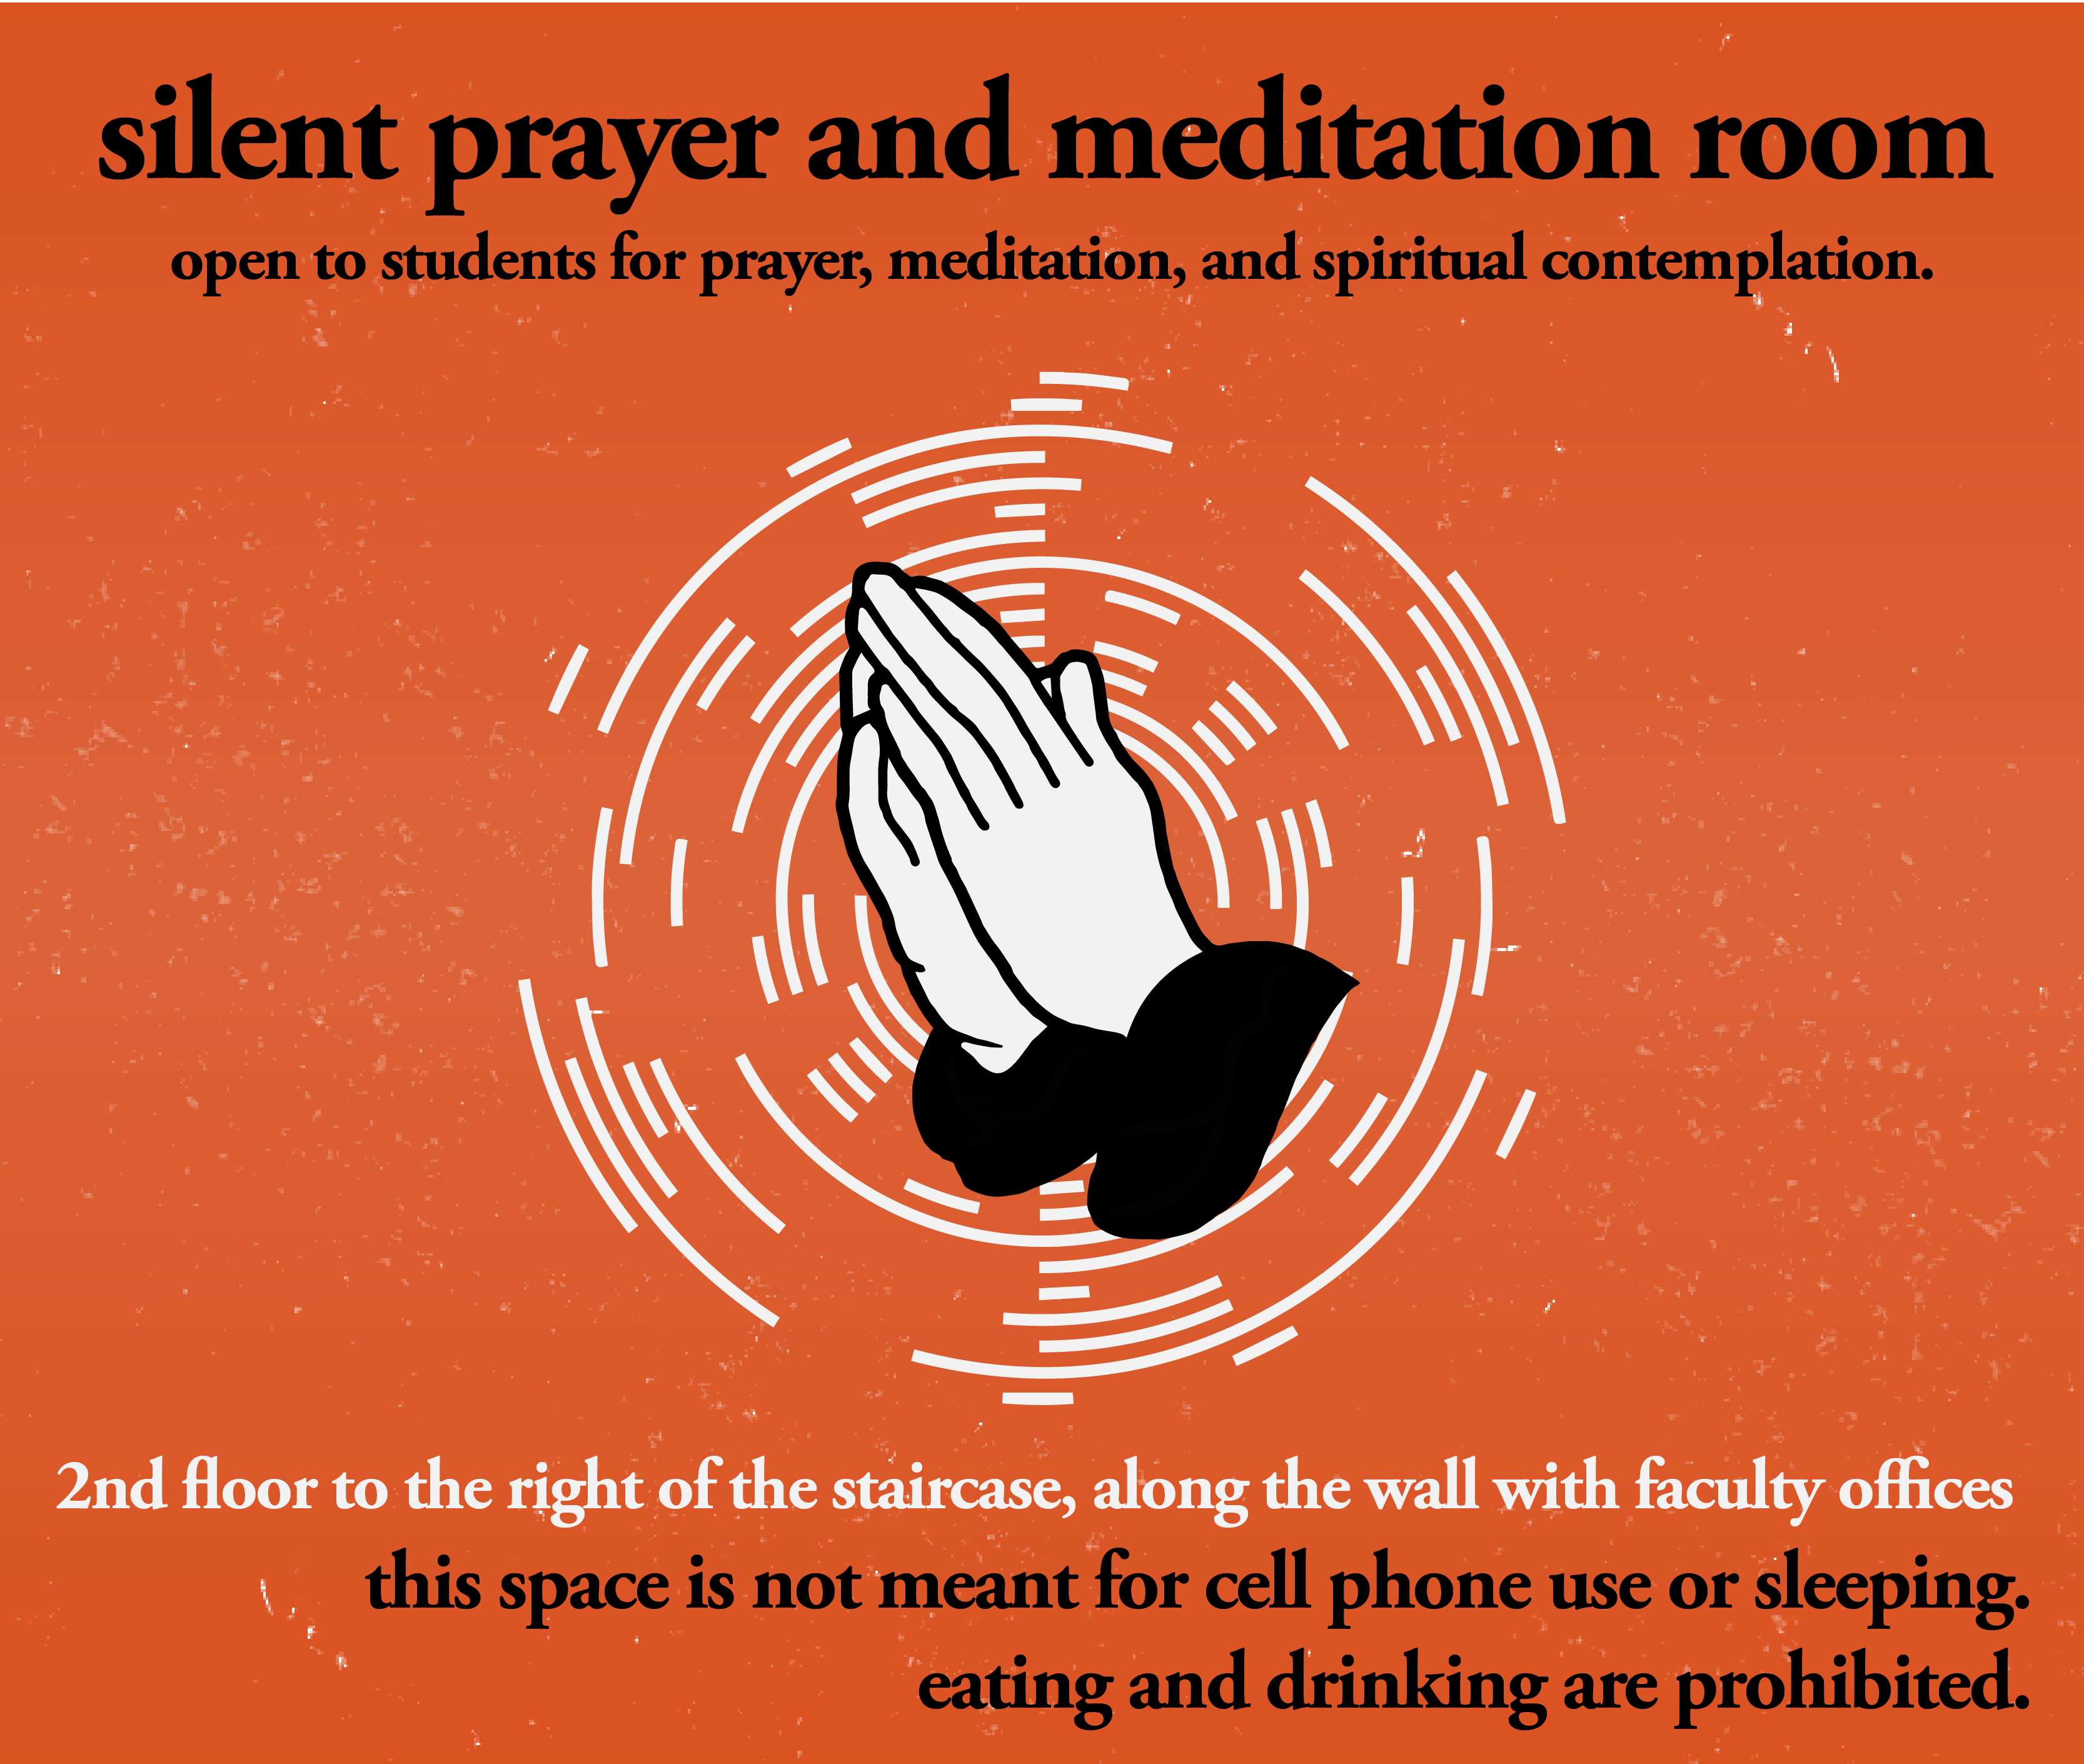 silent prayer and meditation room
open to students for prayer, meditation, and spiritual contemplation.
2nd floor to the right of the staircase, along the wall with faculty offices
this space is not meant for cell phone use or sleeping.
eating and drinking are prohibited.